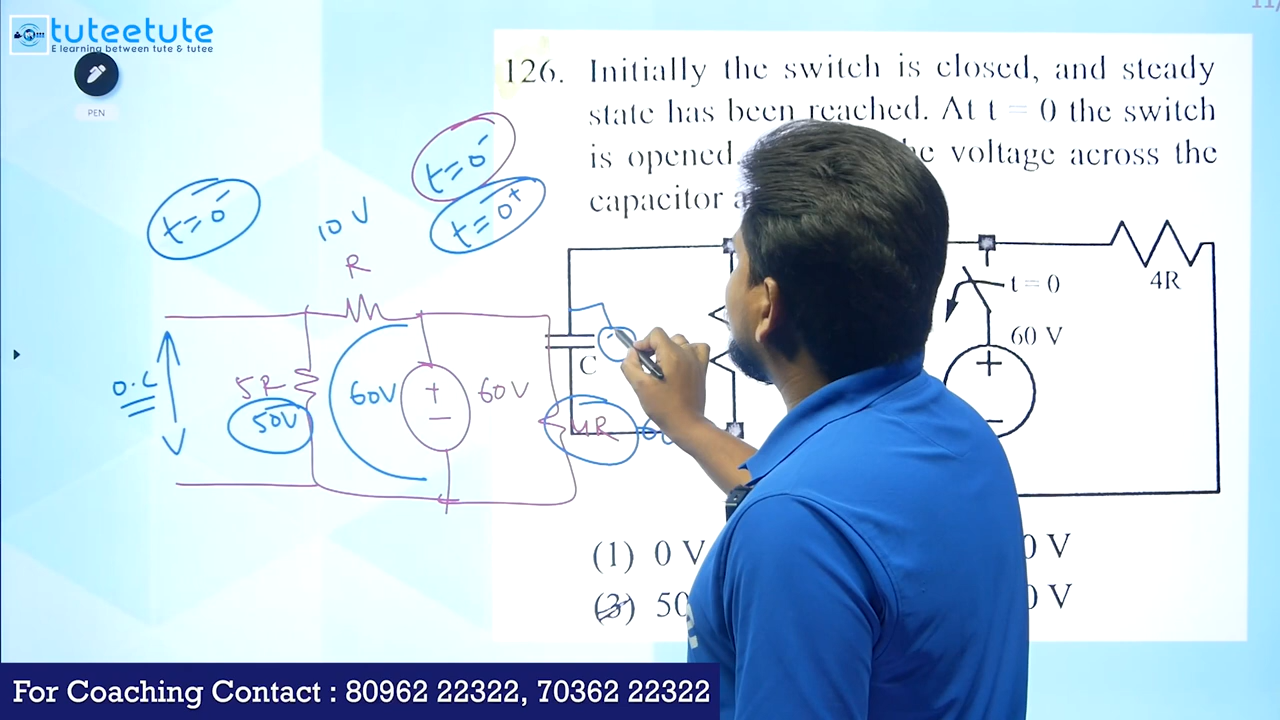 tuteetute
E learning between tute & tutee
PEN
126. Initially the switch is closed, and steady
state has been reached. At t = 0 the switch
is opened. he voltage across the
capacitor a
t=0⁻
t=0⁺
t=0⁻
10 V
R
5R
50V
60V
+
−
60V
4R
O.C
C
t = 0
60 V
+
−
4R
(1) 0 V
0 V
(3) 50
0 V
For Coaching Contact : 80962 22322, 70362 22322